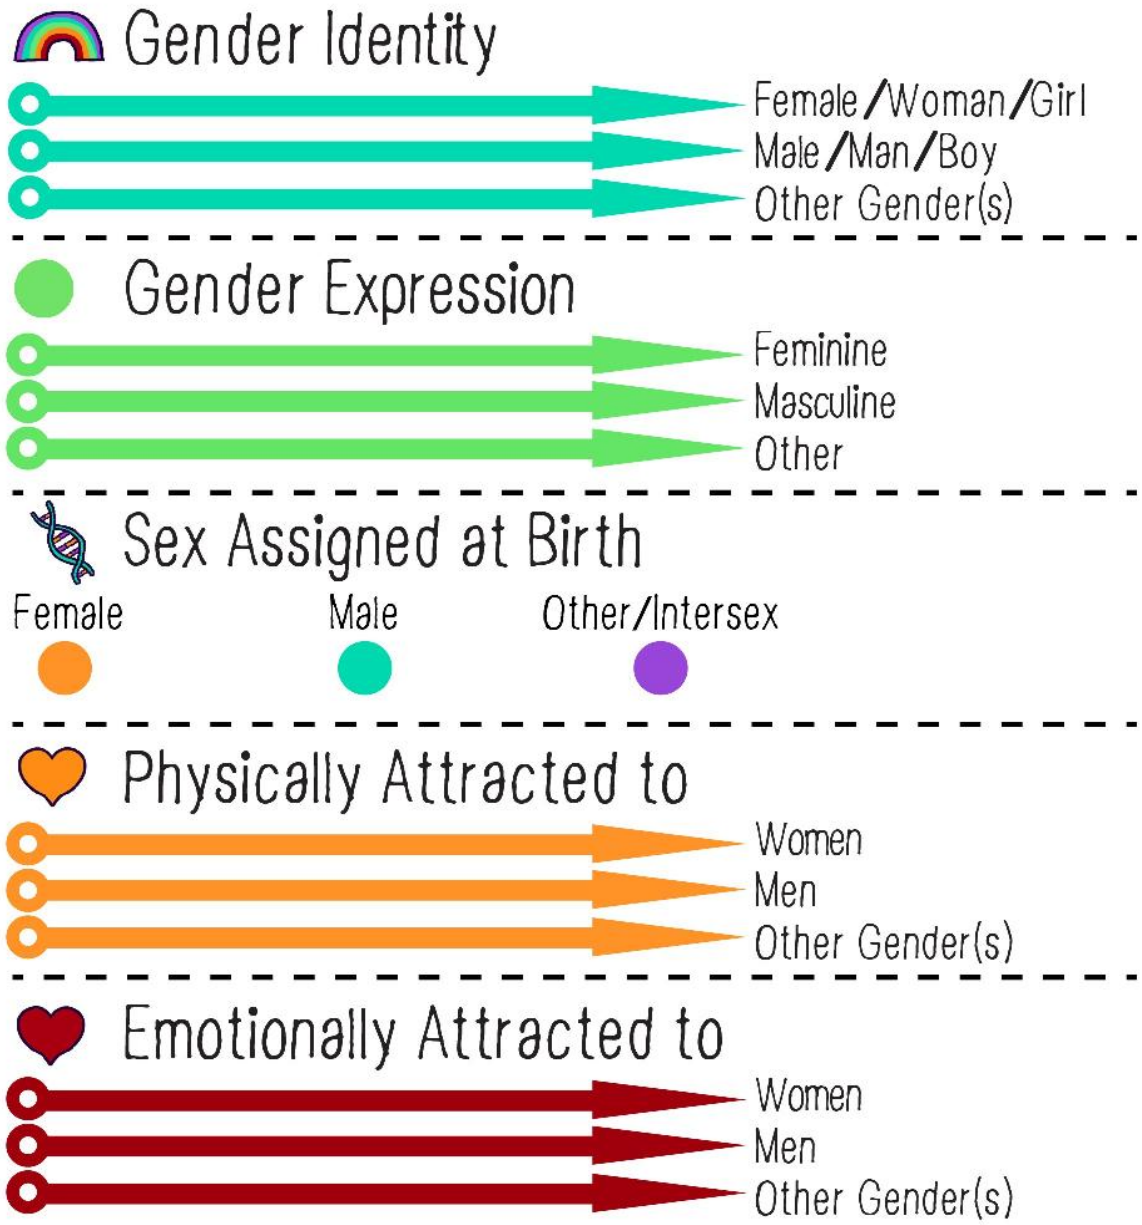 Gender Identity
Female/Woman/Girl
Male/Man/Boy
Other Gender(s)
Gender Expression
Feminine
Masculine
Other
Sex Assigned at Birth
Female Male Other/Intersex
Physically Attracted to
Women
Men
Other Gender(s)
Emotionally Attracted to
Women
Men
Other Gender(s)